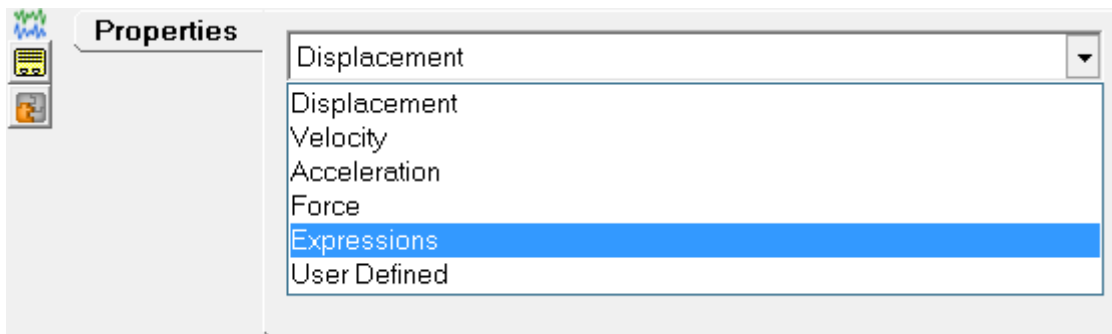 Properties
Displacement
Displacement
Velocity
Acceleration
Force
Expressions
User Defined